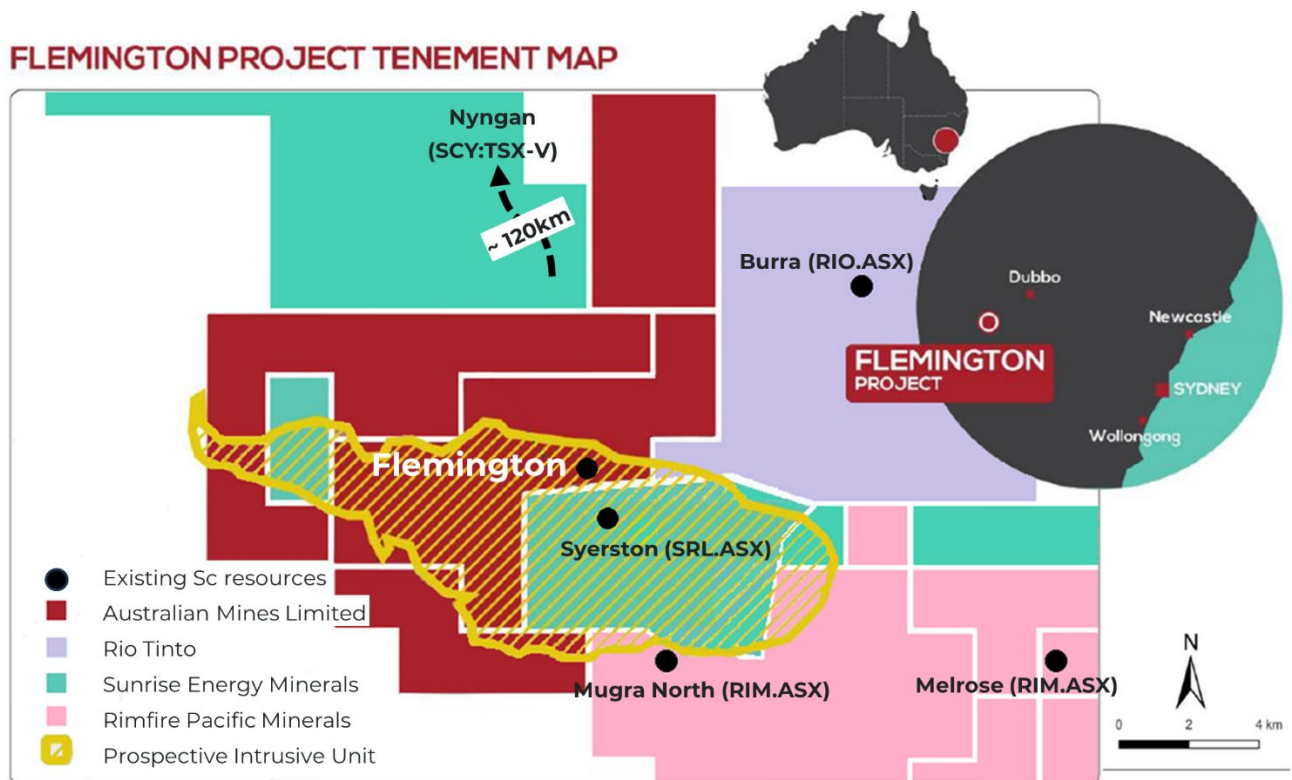 FLEMINGTON PROJECT TENEMENT MAP
Nyngan
(SCY:TSX-V)
~ 120km
Burra (RIO.ASX)
Dubbo
Newcastle
FLEMINGTON
PROJECT
SYDNEY
Wollongong
Flemington
Syerston (SRL.ASX)
Existing Sc resources
Australian Mines Limited
Rio Tinto
Sunrise Energy Minerals
Rimfire Pacific Minerals
Prospective Intrusive Unit
Mugra North (RIM.ASX)
Melrose (RIM.ASX)
N
0 2 4 km